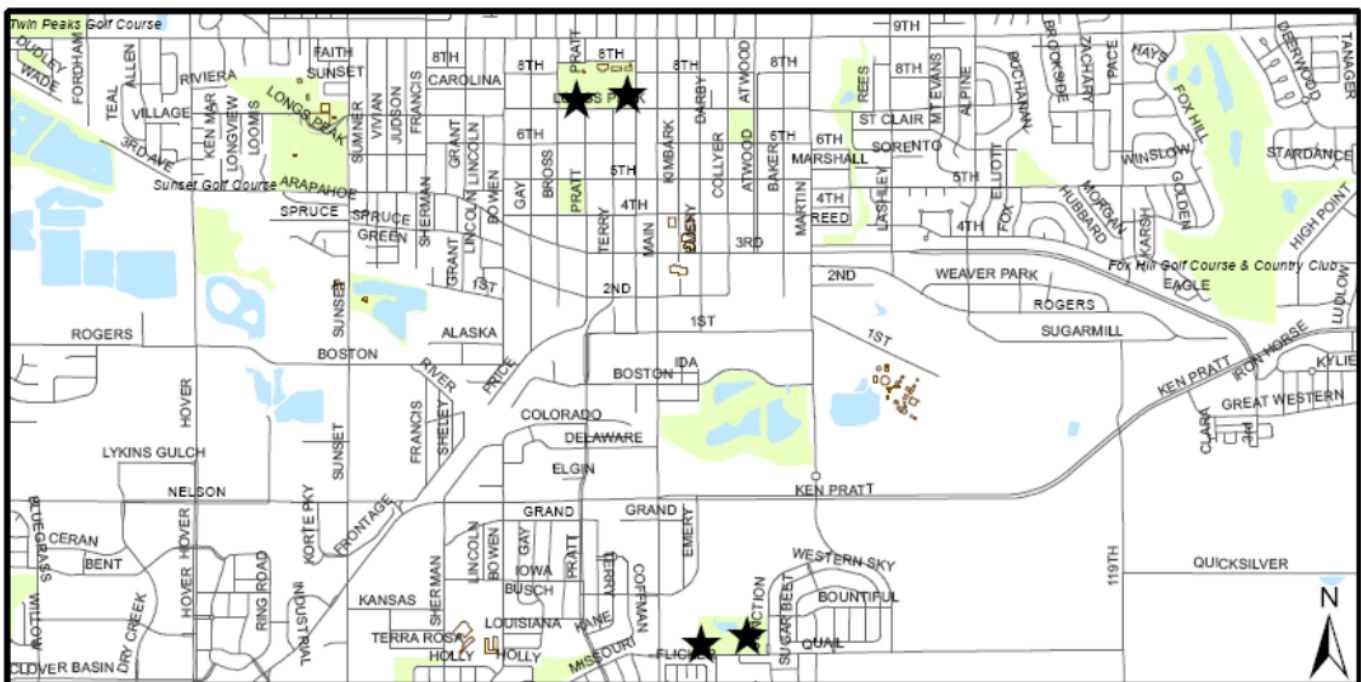 Twin Peaks Golf Course
9TH
DUDLEY
WADE
FORDHAM
TEAL
ALLEN
RIVIERA
VILLAGE
3RD AVE
KEN MAR
LONGVIEW
LOOMIS
FAITH
SUNSET
LONGS PEAK
SUMNER
VIVIAN
JUDSON
FRANCIS
8TH
CAROLINA
GRANT
LINCOLN
BOWEN
8TH
6TH
GAY
BROSS
PRATT
8TH
5TH
PRATT
4TH
TERRY
MAIN
KIMBARK
8TH
DARBY
COLLYER
ATWOOD
8TH
ATWOOD
6TH
BAKER
3RD
MARTIN
6TH
MARSHALL
4TH
REED
REES
8TH
ST CLAIR
SORENTO
LASHLEY
MT EVANS
ALPINE
BUCHANAN
5TH
ELLIOTT
4TH
FOX
BROOKSIDE
ZACHARY
PACE
HAYS
FOX HILL
WINSLOW
GOLDEN
MORGAN
HUBBARD
KARSH
DEERWOOD
TANAGER
STARDANCE
HIGH POINT
Sunset Golf Course
ARAPAHOE
SPRUCE
SPRUCE
GREEN
SHERMAN
GRANT
LINCOLN
1ST
2ND
1ST
2ND
WEAVER PARK
Fox Hill Golf Course & Country Club
EAGLE
ROGERS
SUGARMILL
LUDLOW
1ST
ROGERS
SUNSET
BOSTON
ALASKA
RIVER
PRICE
BOSTON
IDA
KEN PRATT
IRON HORSE
KYLIE
GREAT WESTERN
CLARA
3rd
HOVER
FRANCIS
SHELLEY
COLORADO
DELAWARE
ELGIN
LYKINS GULCH
SUNSET
NELSON
KEN PRATT
BLUEGRASS
CERAN
BENT
HOVER
HOVER
KORTE PKY
FRONTAGE
GRAND
GRAND
EMERY
LINCOLN
BOWEN
GAY
PRATT
TERRY
COFFMAN
IOWA
BUSCH
WESTERN SKY
BOUNTIFUL
SUGAR BEET
QUAIL
119TH
QUICKSILVER
N
WILLOW
DRY CREEK
RING ROAD
INDUSTRIAL
KANSAS
SHERMAN
TERRA ROSA
HOLLY
LOUISIANA
HOLLY
KANE
MISSOURI
CLOVER BASIN